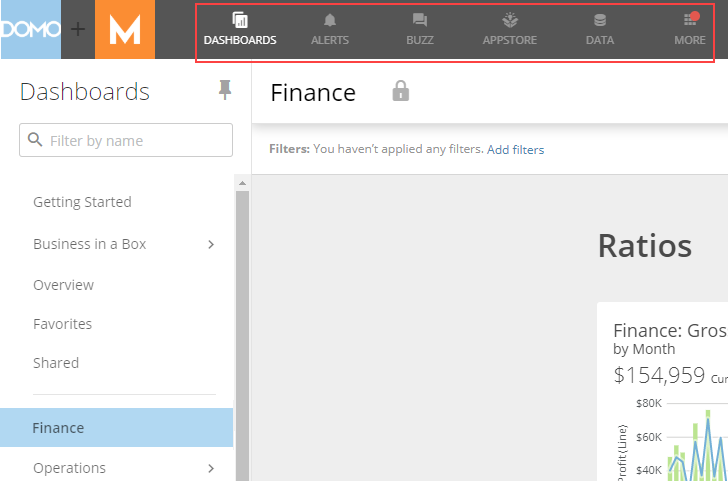 DOMO + M
DASHBOARDS ALERTS BUZZ APPSTORE DATA MORE
Dashboards
Filter by name
Getting Started
Business in a Box
Overview
Favorites
Shared
Finance
Operations
Finance
Filters: You haven't applied any filters. Add filters
Ratios
Finance: Gros
by Month
$154,959 Cur
$80K
$60K
$40K
Profit (Line)